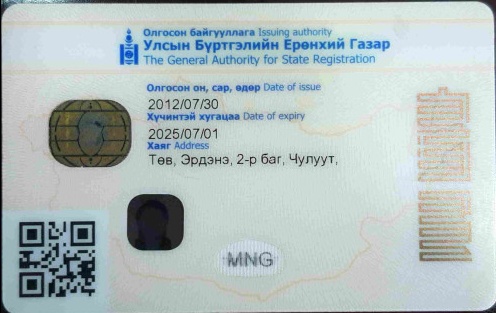 Олгосон байгууллага Issuing authority
Улсын Бүртгэлийн Ерөнхий Газар
The General Authority for State Registration
Олгосон он, сар, өдөр Date of issue
2012/07/30
Хүчинтэй хугацаа Date of expiry
2025/07/01
Хаяг Address
Төв, Эрдэнэ, 2-р баг, Чулуут,
MNG